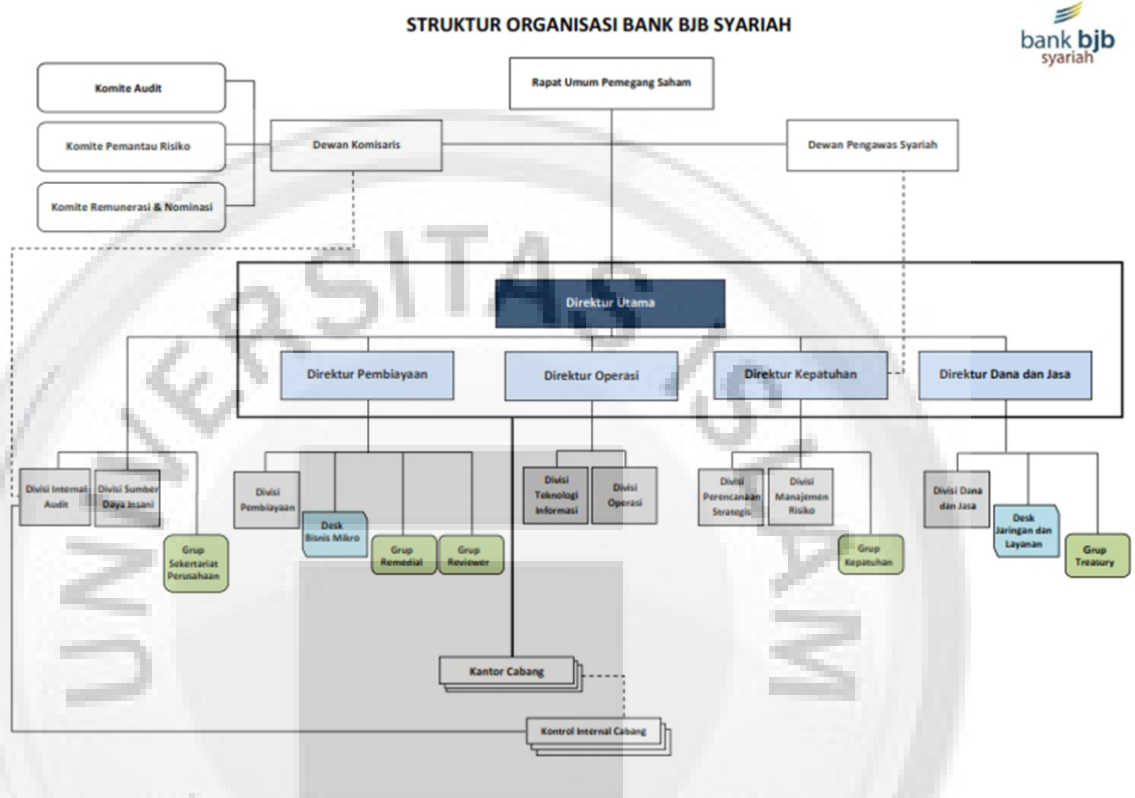 STRUKTUR ORGANISASI BANK BJB SYARIAH
bank bjb
syariah
Komite Audit
Rapat Umum Pemegang Saham
Komite Pemantau Risiko
Dewan Komisaris
Dewan Pengawas Syariah
Komite Remunerasi & Nominasi
Direktur Utama
Direktur Pembiayaan
Direktur Operasi
Direktur Kepatuhan
Direktur Dana dan Jasa
Divisi Internal
Audit
Divisi Sumber
Daya Insani
Grup
Sekertariat
Perusahaan
Divisi
Pembiayaan
Desk
Bisnis Mikro
Grup
Remedial
Grup
Reviewer
Divisi
Teknologi
Informasi
Divisi
Operasi
Divisi
Perencanaan
Strategis
Divisi
Manajemen
Risiko
Grup
Kepatuhan
Divisi Dana
dan Jasa
Desk
Jaringan dan
Layanan
Grup
Treasury
Kantor Cabang
Kontrol Internal Cabang
UNIVERSITAS ISLAM